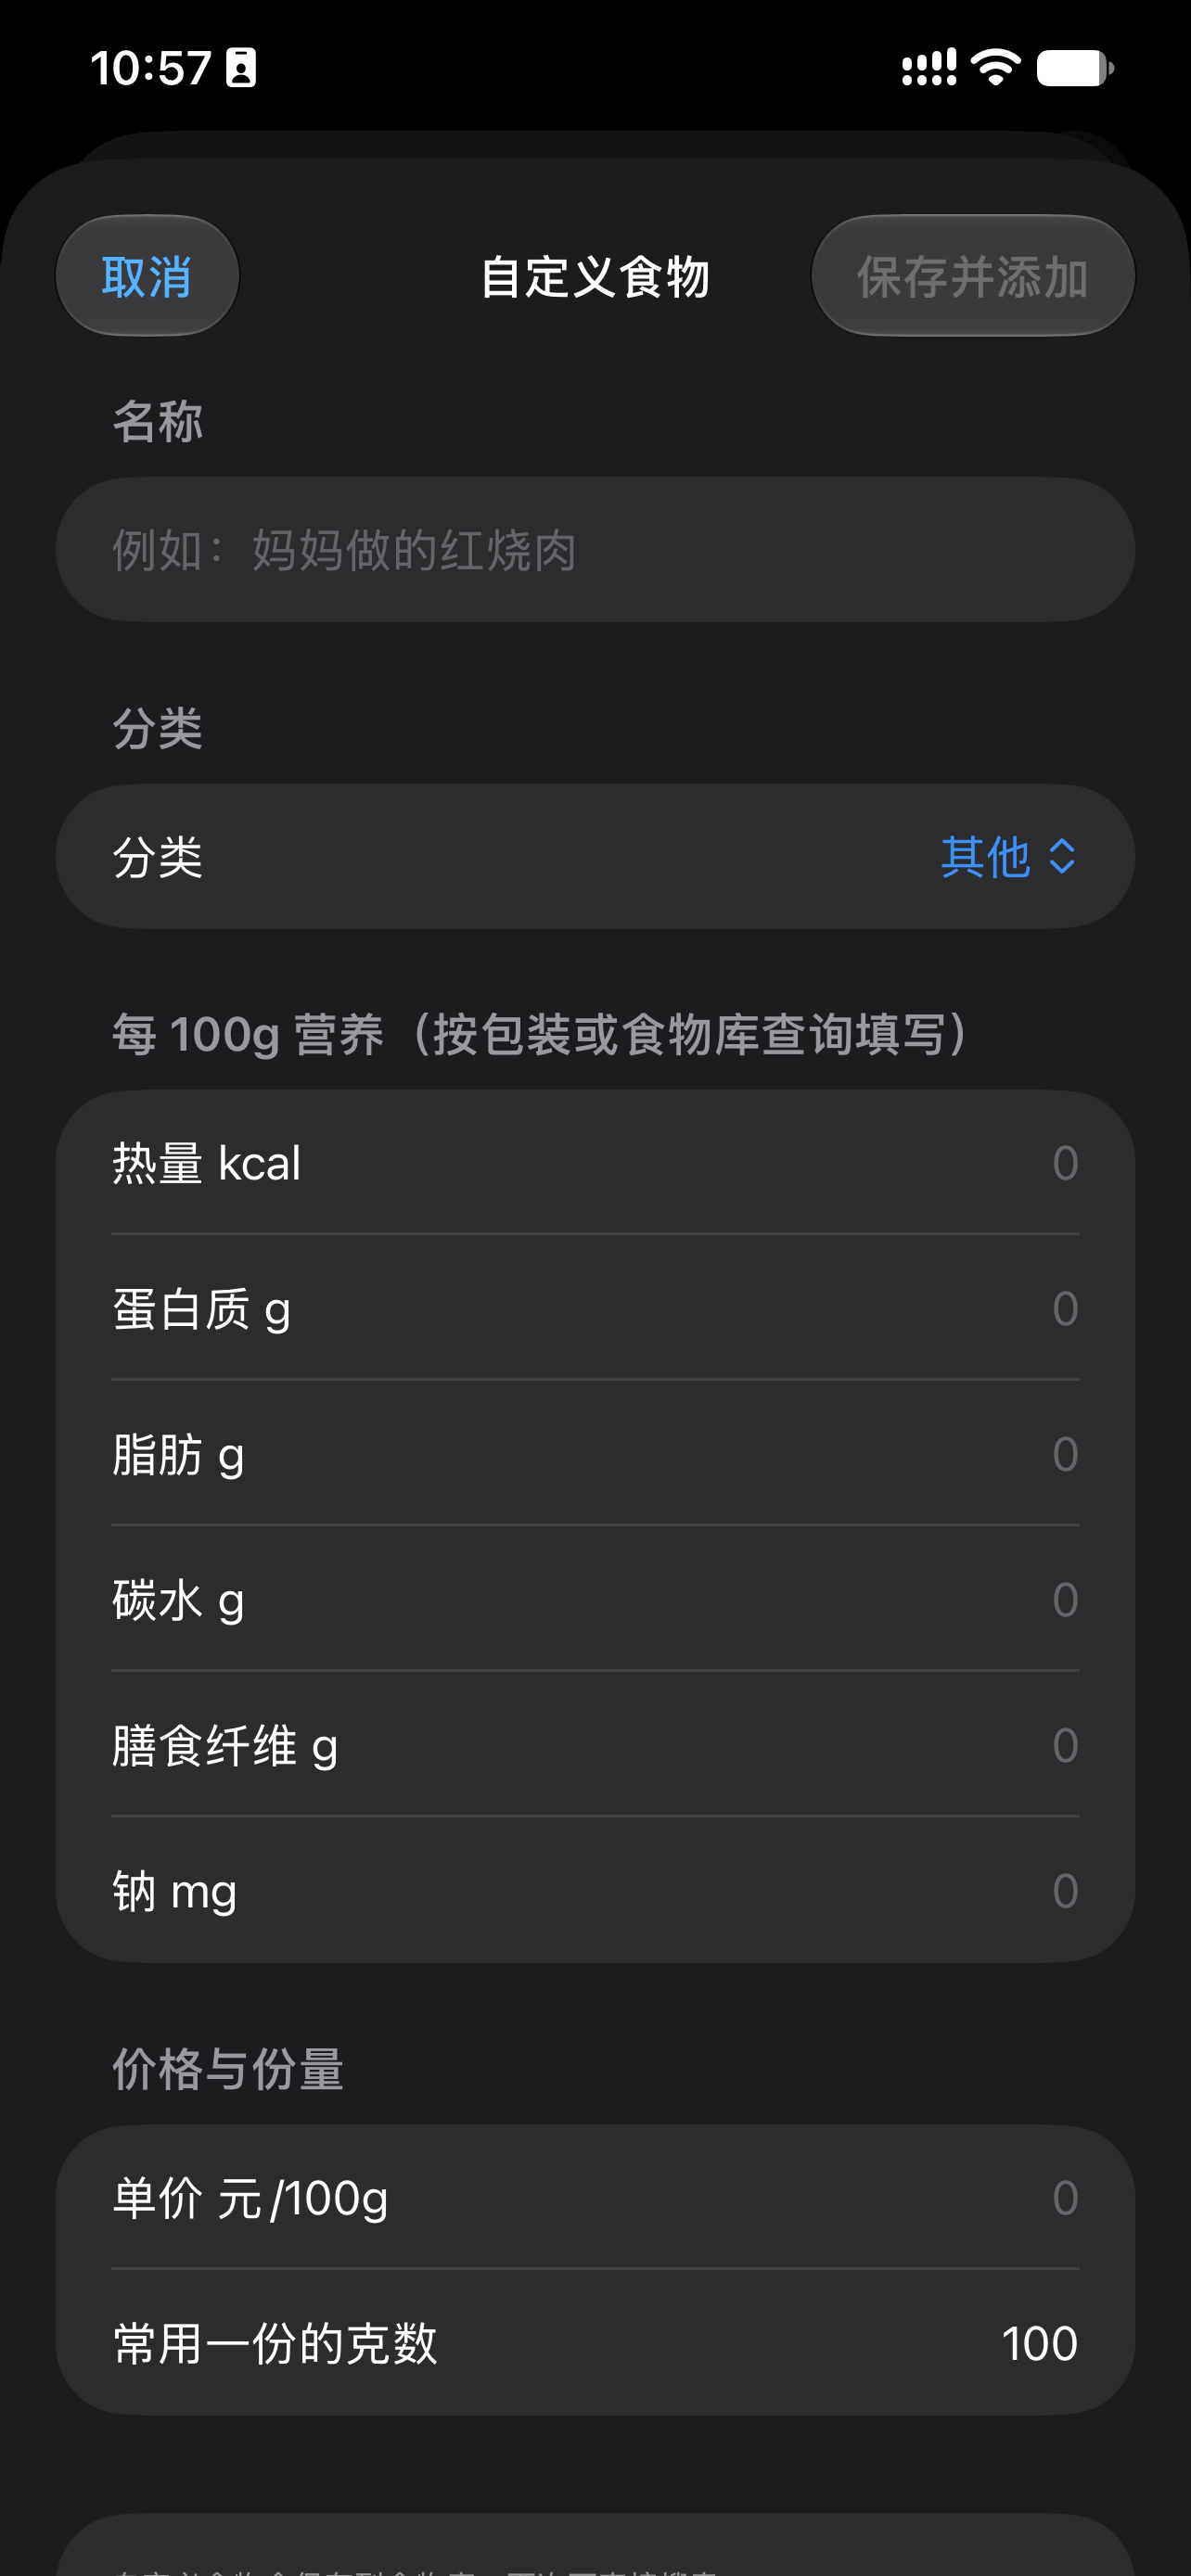 10:57
取消
自定义食物
保存并添加
名称
例如：妈妈做的红烧肉
分类
分类 其他
每 100g 营养（按包装或食物库查询填写）
热量 kcal 0
蛋白质 g 0
脂肪 g 0
碳水 g 0
膳食纤维 g 0
钠 mg 0
价格与份量
单价 元/100g 0
常用一份的克数 100